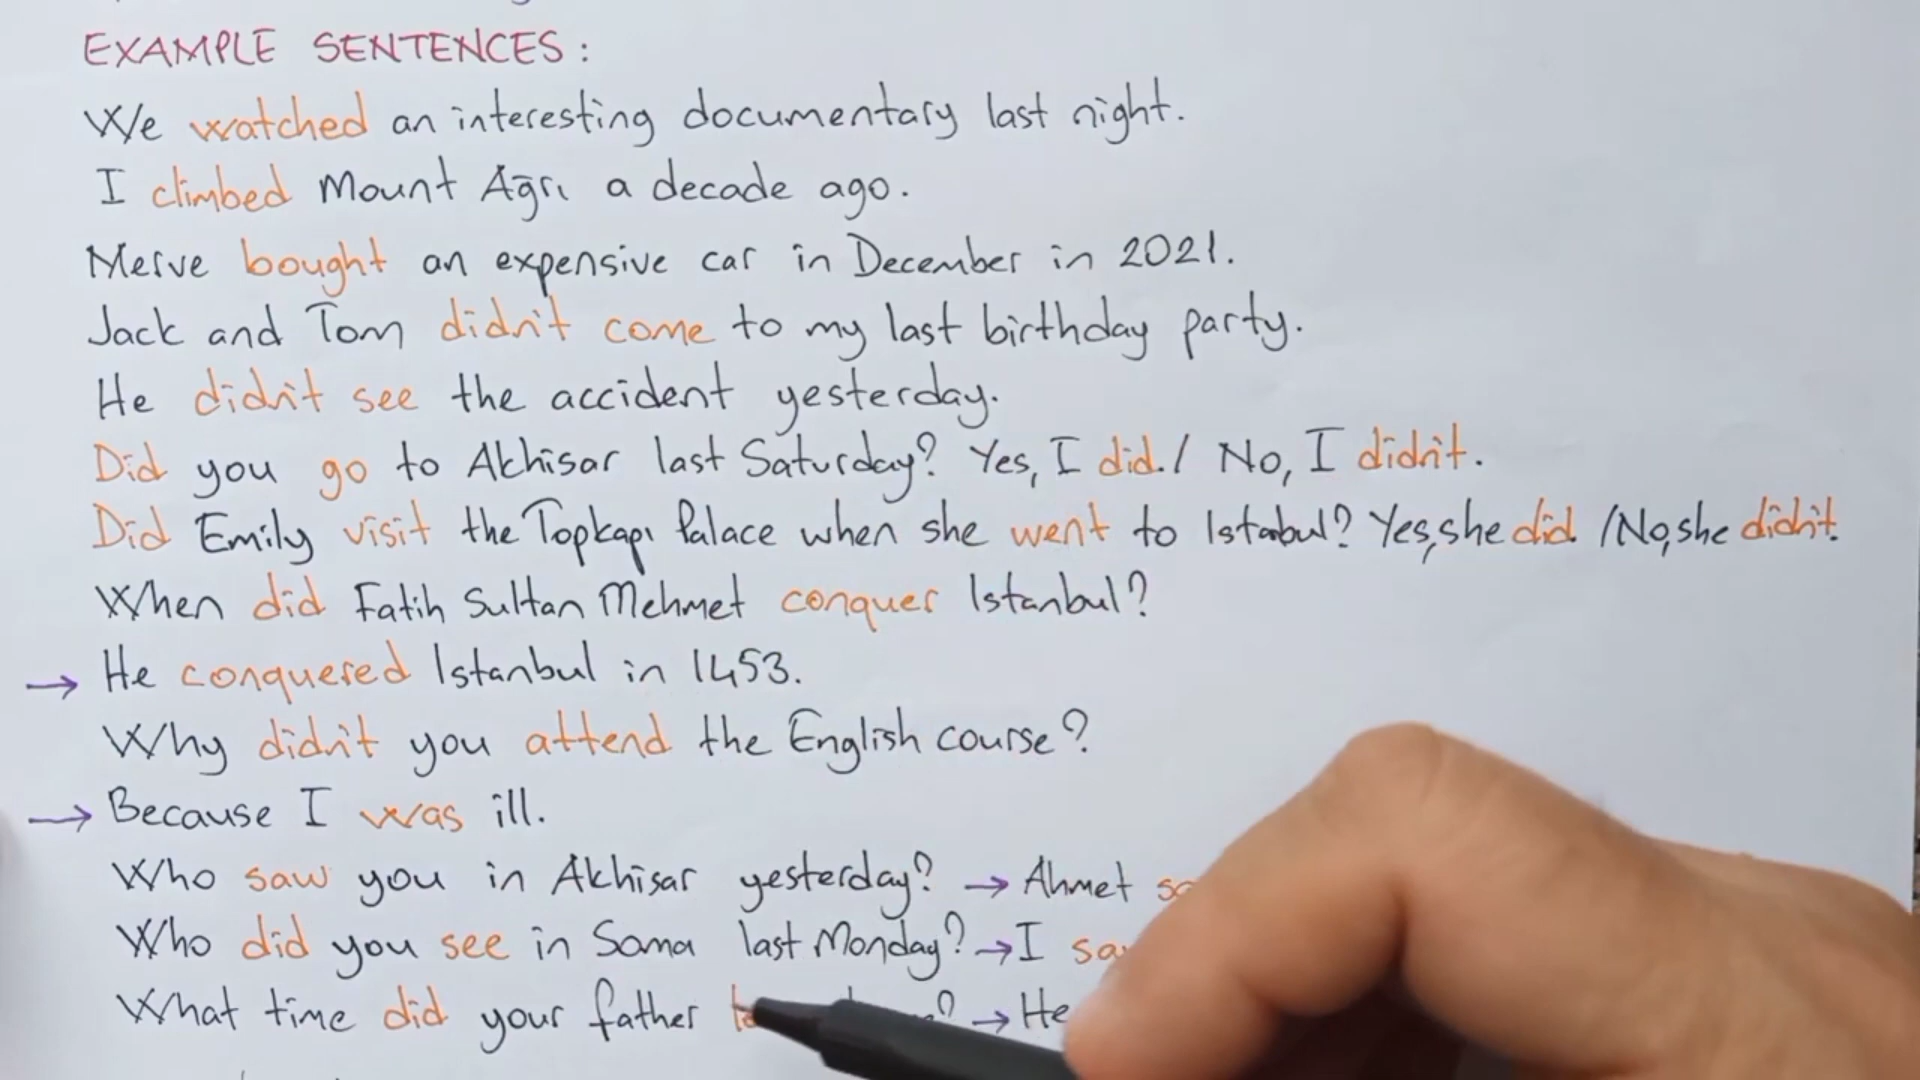 EXAMPLE SENTENCES:
We watched an interesting documentary last night.
I climbed Mount Ağrı a decade ago.
Merve bought an expensive car in December in 2021.
Jack and Tom didn't come to my last birthday party.
He didn't see the accident yesterday.
Did you go to Akhisar last Saturday? Yes, I did. / No, I didn't.
Did Emily visit the Topkapı Palace when she went to Istabul? Yes, she did. / No, she didn't.
When did Fatih Sultan Mehmet conquer Istanbul?
→ He conquered Istanbul in 1453.
Why didn't you attend the English course?
→ Because I was ill.
Who saw you in Akhisar yesterday? → Ahmet
Who did you see in Soma last Monday? → I
What time did your father ? → He